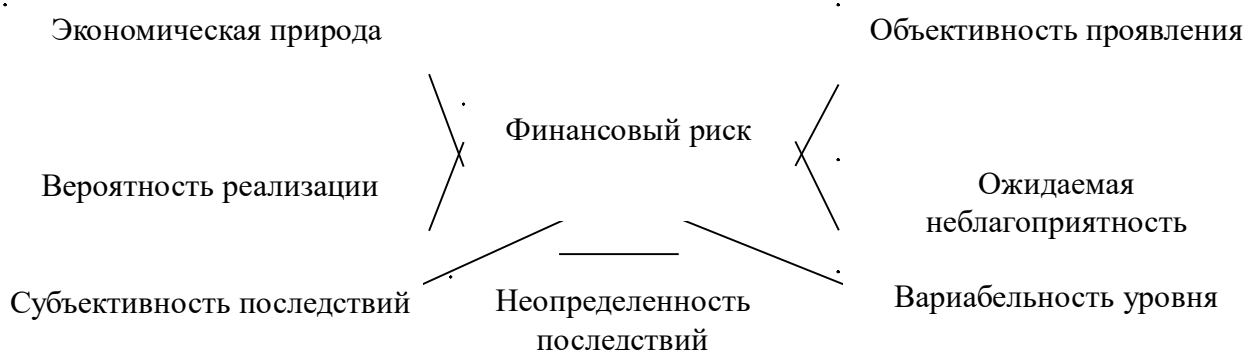 Экономическая природа
Объективность проявления
Финансовый риск
Вероятность реализации
Ожидаемая
неблагоприятность
Субъективность последствий
Неопределенность
последствий
Вариабельность уровня